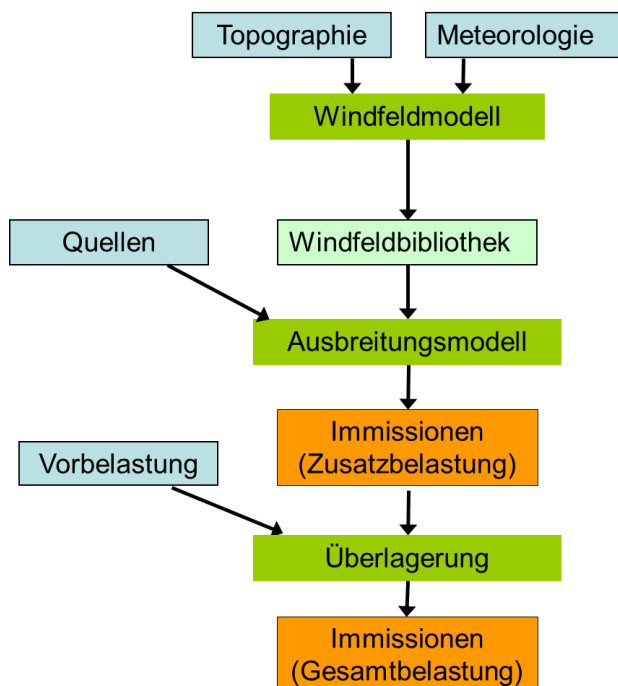 Topographie
Meteorologie
Windfeldmodell
Quellen
Windfeldbibliothek
Ausbreitungsmodell
Immissionen
(Zusatzbelastung)
Vorbelastung
Überlagerung
Immissionen
(Gesamtbelastung)